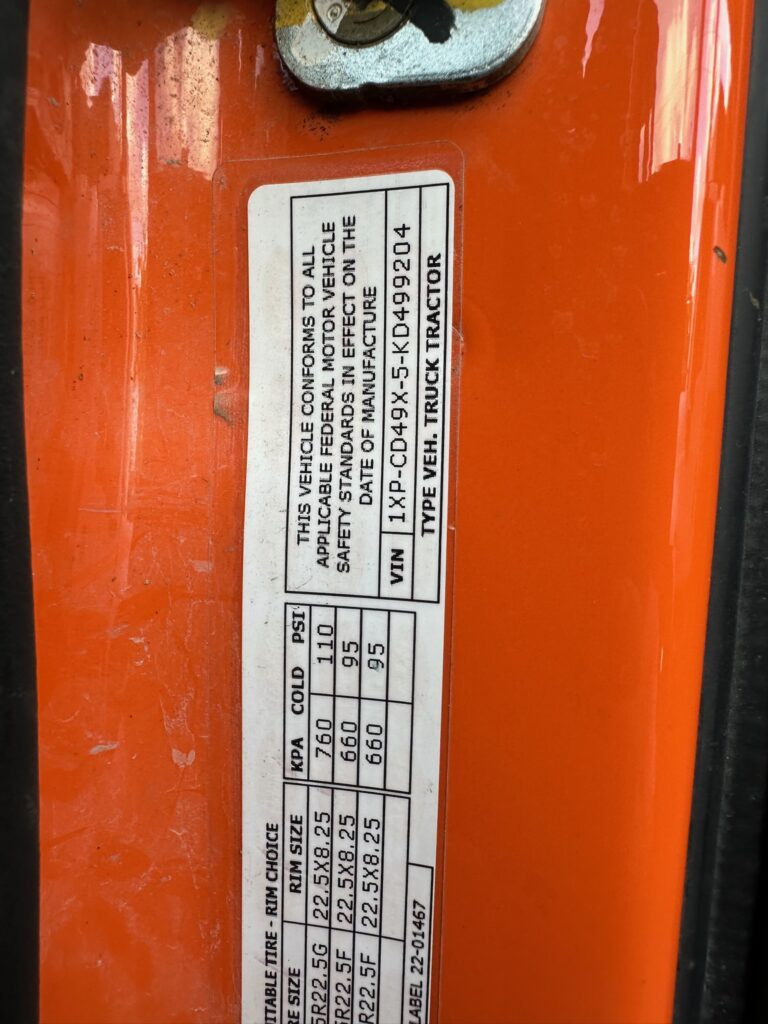 THIS VEHICLE CONFORMS TO ALL
APPLICABLE FEDERAL MOTOR VEHICLE
SAFETY STANDARDS IN EFFECT ON THE
DATE OF MANUFACTURE
VIN 1XP-CD49X-5-KD499204
TYPE VEH. TRUCK TRACTOR
ITABLE TIRE - RIM CHOICE
RE SIZE RIM SIZE KPA COLD PSI
5R22.5G 22.5X8.25 760 110
5R22.5F 22.5X8.25 660 95
R22.5F 22.5X8.25 660 95
LABEL 22-01467